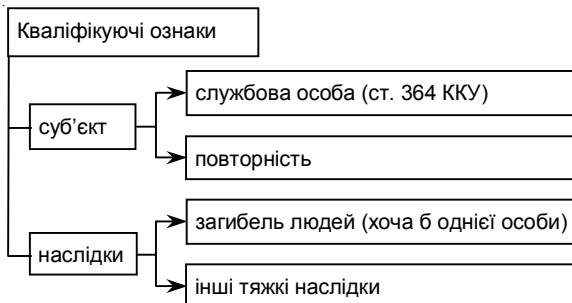 Кваліфікуючі ознаки
службова особа (ст. 364 ККУ)
суб’єкт
повторність
загибель людей (хоча б однієї особи)
наслідки
інші тяжкі наслідки